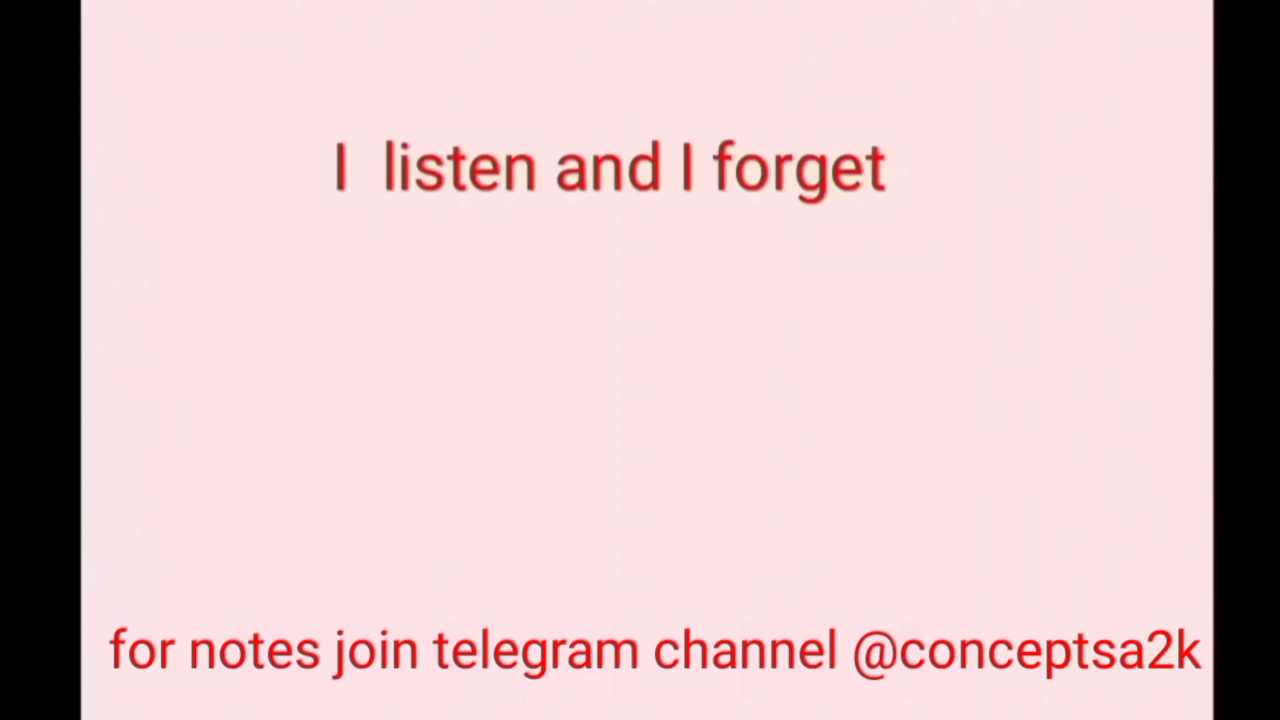 I listen and I forget
for notes join telegram channel @conceptsa2k